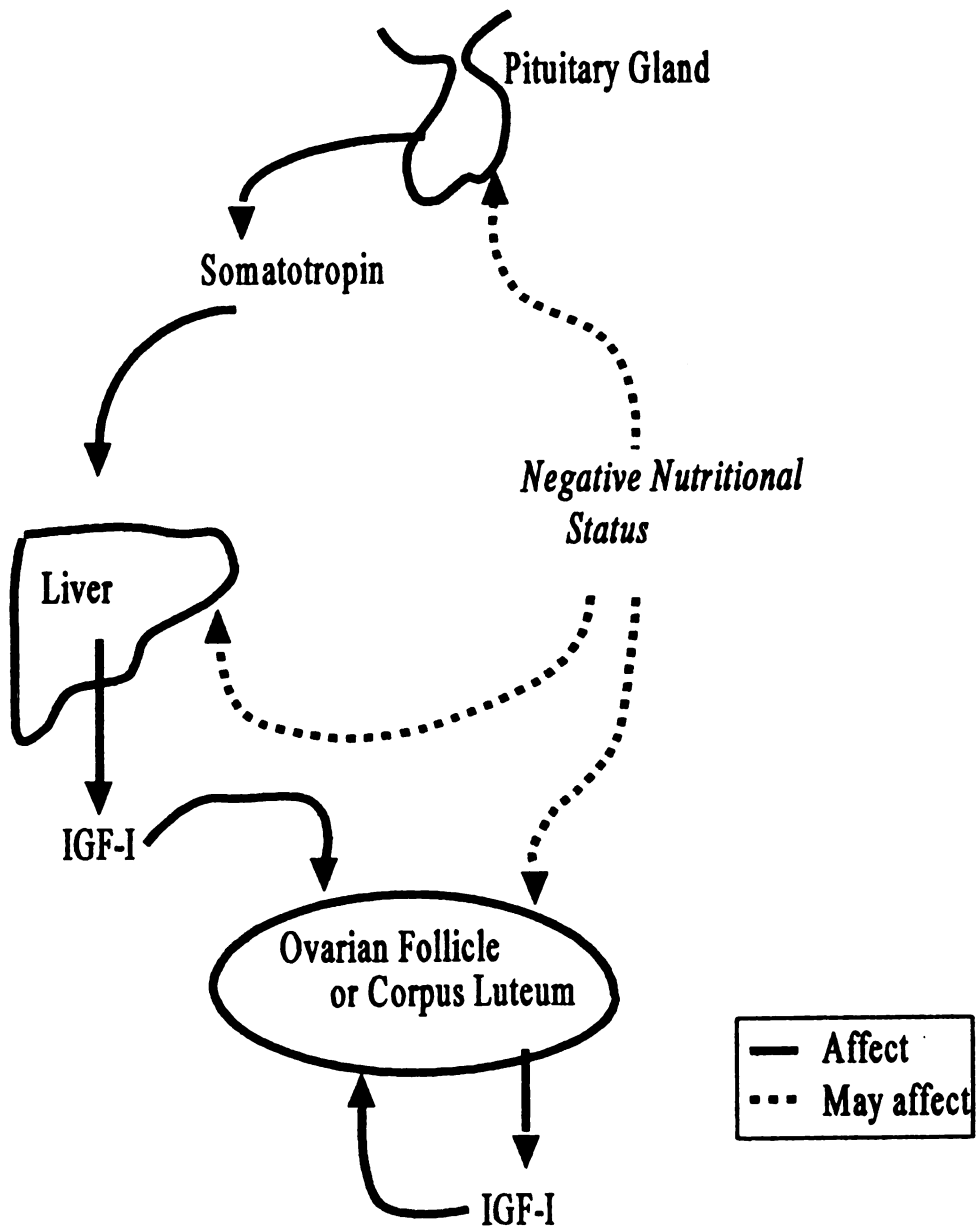 Pituitary Gland
Somatotropin
Negative Nutritional
Status
Liver
IGF-I
Ovarian Follicle
or Corpus Luteum
Affect
May affect
IGF-I